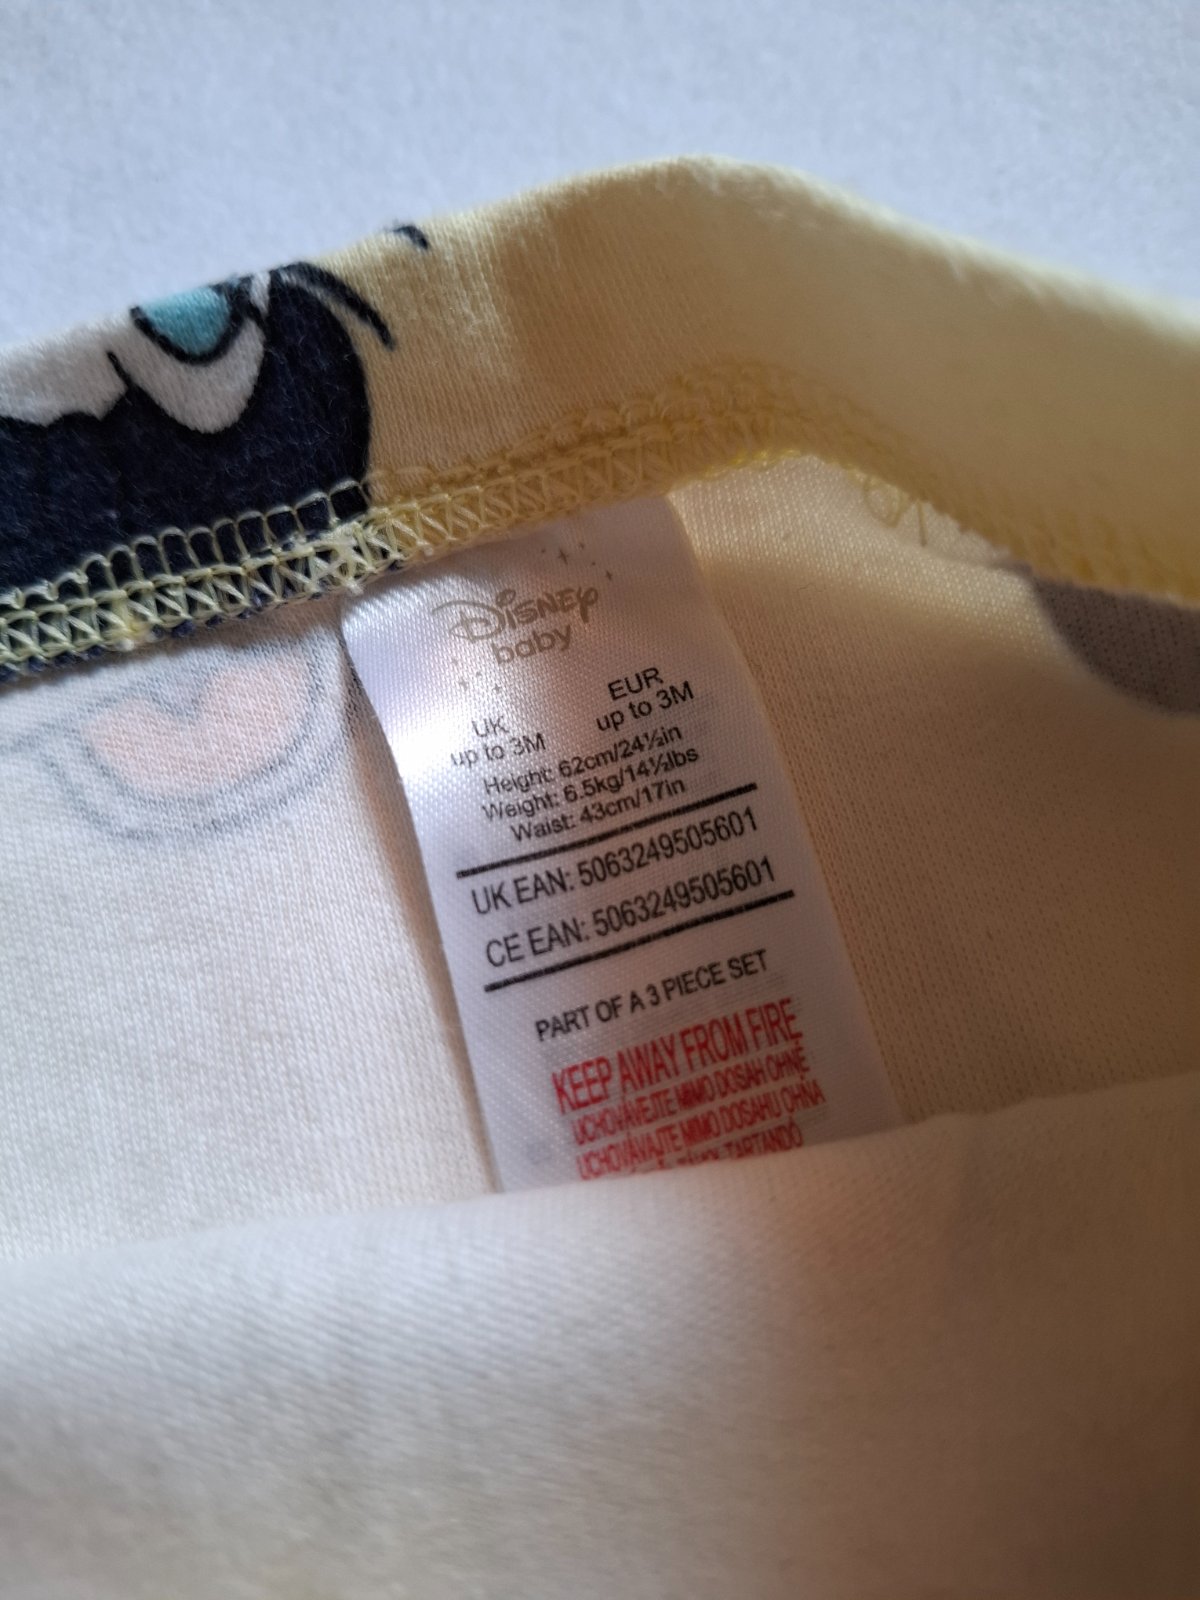 Disney
baby
UK EUR
up to 3M up to 3M
Height: 62cm/24½in
Weight: 6.5kg/14½lbs
Waist: 43cm/17in
UK EAN: 5063249505601
CE EAN: 5063249505601
PART OF A 3 PIECE SET
KEEP AWAY FROM FIRE
UCHOVÁVEJTE MIMO DOSAH OHNĚ
UCHOVÁVAJTE MIMO DOSAHU OHŇA
TARTANDÓ